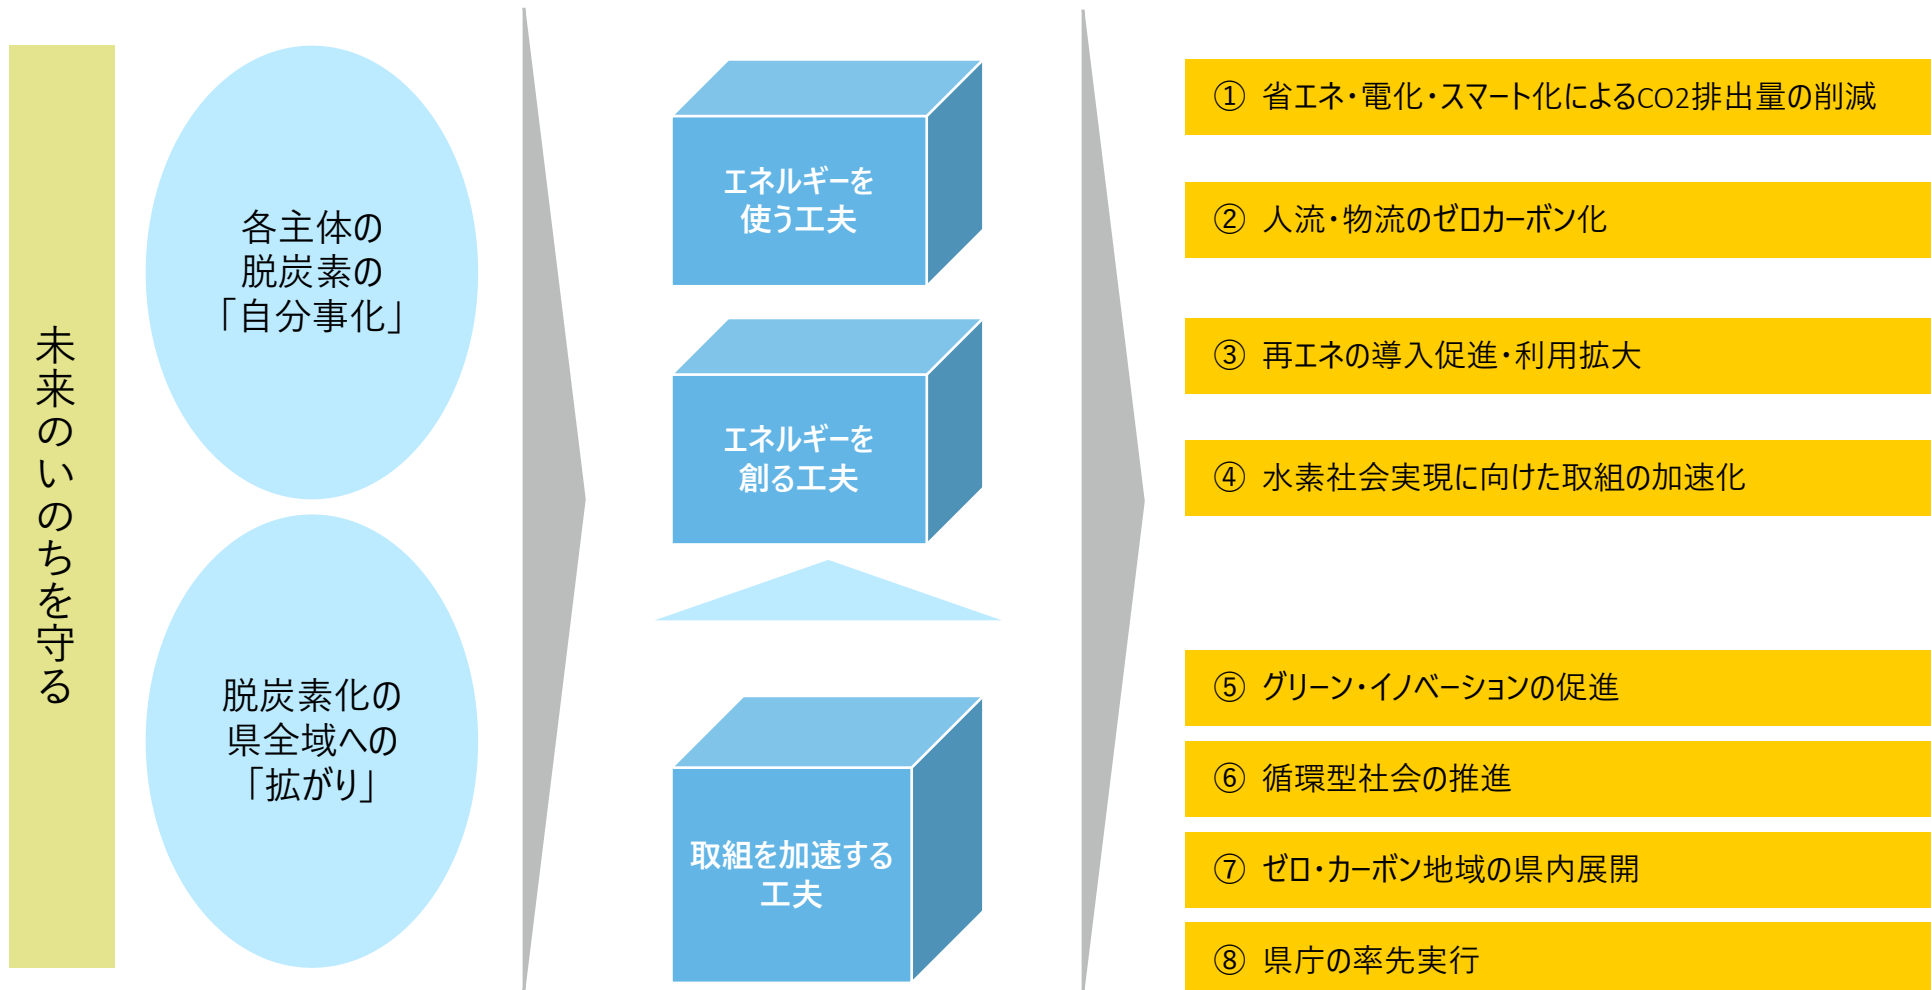 未来のいのちを守る
各主体の
脱炭素の
「自分事化」
脱炭素化の
県全域への
「拡がり」
エネルギーを
使う工夫
エネルギーを
創る工夫
取組を加速する
工夫
① 省エネ・電化・スマート化によるCO2排出量の削減
② 人流・物流のゼロカーボン化
③ 再エネの導入促進・利用拡大
④ 水素社会実現に向けた取組の加速化
⑤ グリーン・イノベーションの促進
⑥ 循環型社会の推進
⑦ ゼロ・カーボン地域の県内展開
⑧ 県庁の率先実行